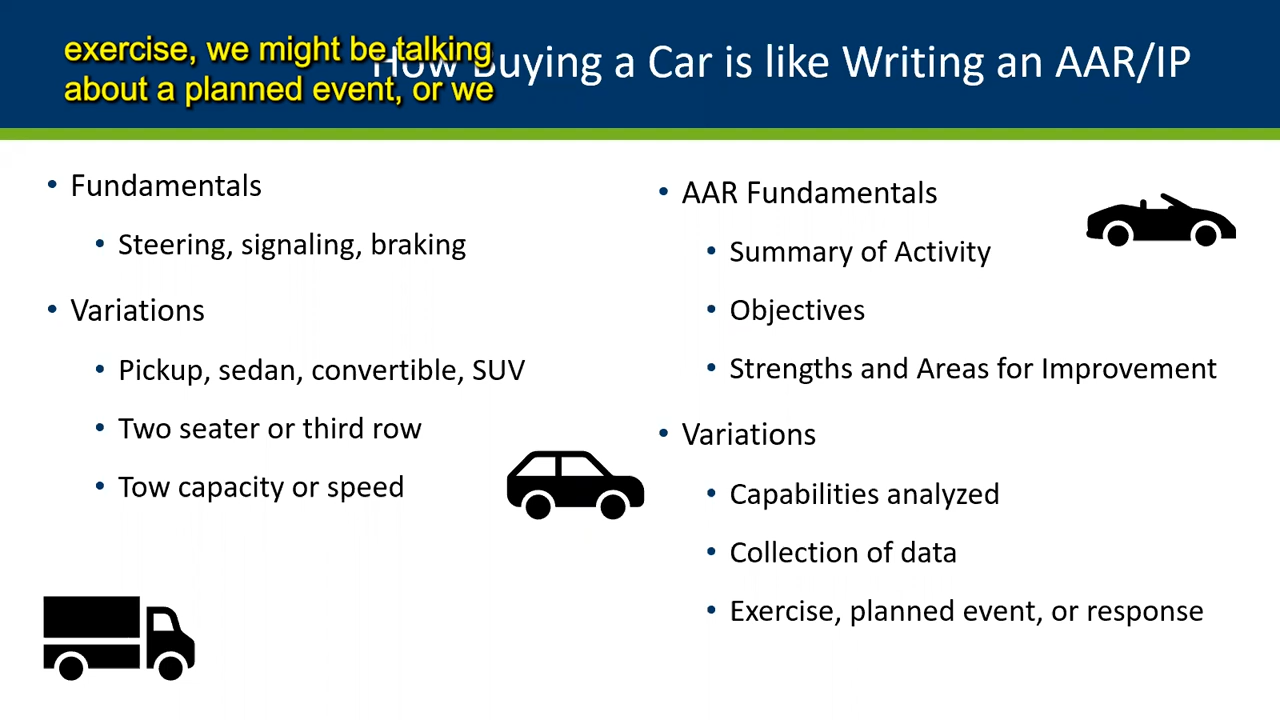 exercise, we might be talking
about a planned event, or we
How Buying a Car is like Writing an AAR/IP
• Fundamentals
• Steering, signaling, braking
• Variations
• Pickup, sedan, convertible, SUV
• Two seater or third row
• Tow capacity or speed
• AAR Fundamentals
• Summary of Activity
• Objectives
• Strengths and Areas for Improvement
• Variations
• Capabilities analyzed
• Collection of data
• Exercise, planned event, or response